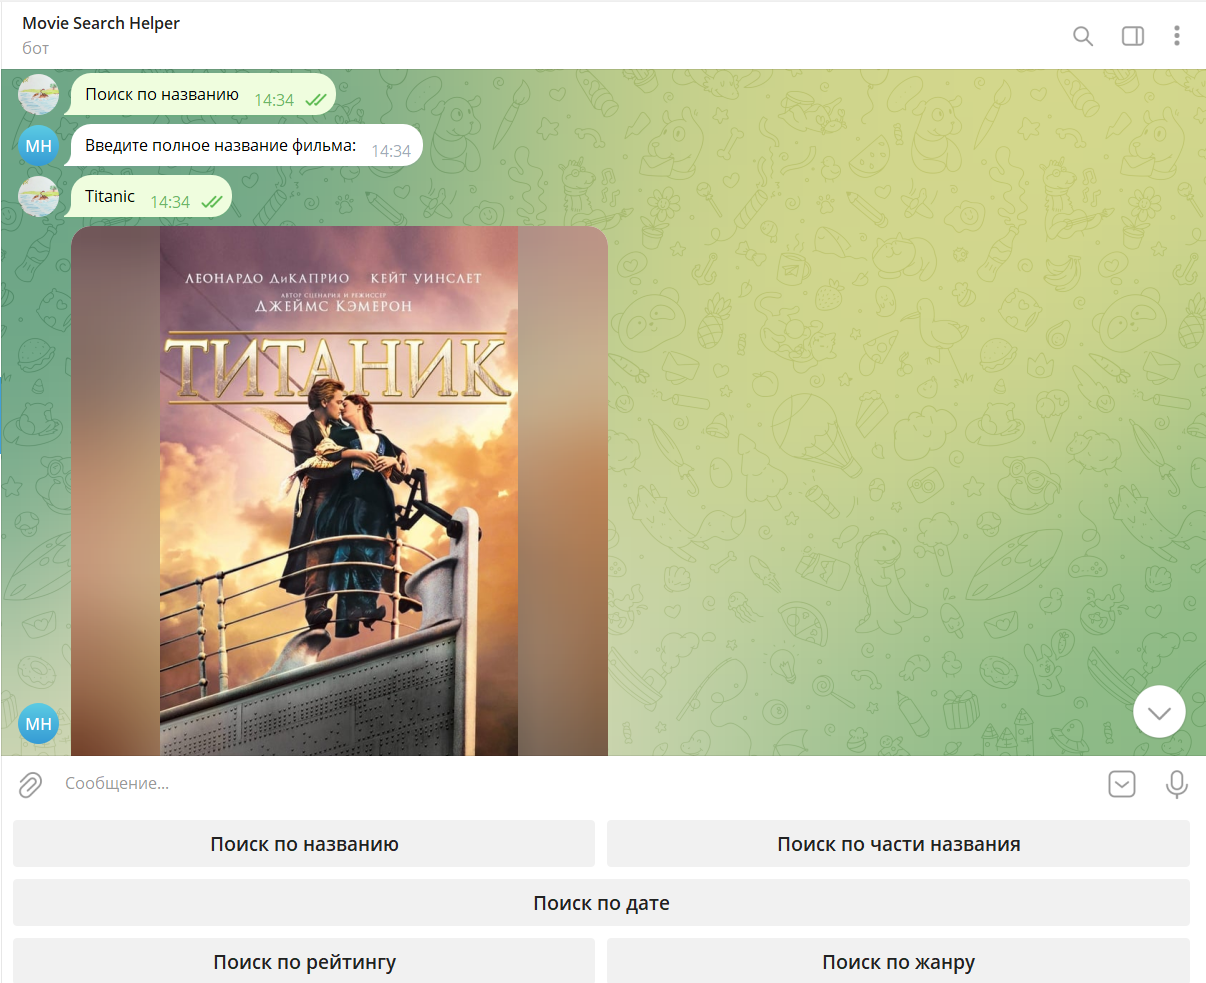 Movie Search Helper
бот
Поиск по названию 14:34
МН
Введите полное название фильма: 14:34
Titanic 14:34
ЛЕОНАРДО ДиКАПРИО КЕЙТ УИНСЛЕТ
АВТОР СЦЕНАРИЯ И РЕЖИССЕР
ДЖЕЙМС КЭМЕРОН
ТИТАНИК
МН
Сообщение...
Поиск по названию
Поиск по части названия
Поиск по дате
Поиск по рейтингу
Поиск по жанру